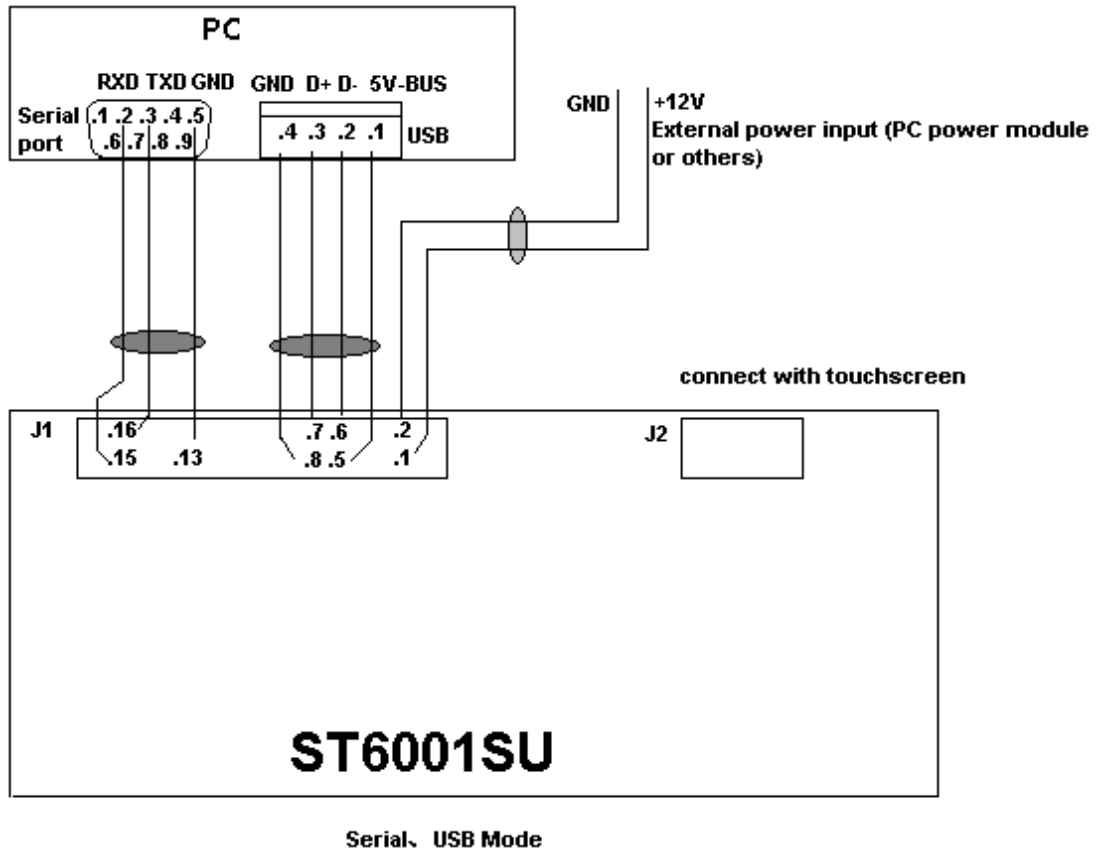 PC
RXD TXD GND GND D+ D- 5V-BUS
Serial .1 .2 .3 .4 .5
port .6 .7 .8 .9
.4 .3 .2 .1 USB
GND +12V
External power input (PC power module
or others)
connect with touchscreen
J1 .16 .7 .6 .2 J2
.15 .13 .8 .5 .1
ST6001SU
Serial、USB Mode